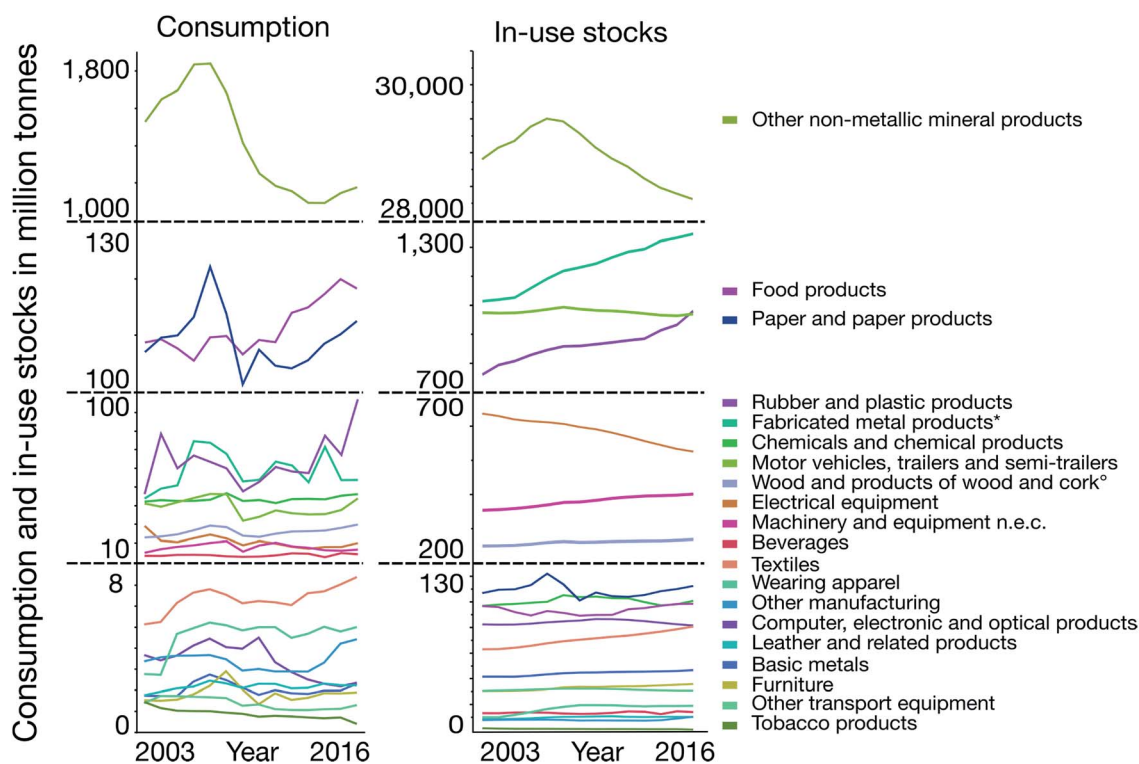 Consumption
In-use stocks
Consumption and in-use stocks in million tonnes
1,800
1,000
130
100
100
10
8
0
2003 Year 2016
30,000
28,000
1,300
700
700
200
130
0
2003 Year 2016
Other non-metallic mineral products
Food products
Paper and paper products
Rubber and plastic products
Fabricated metal products*
Chemicals and chemical products
Motor vehicles, trailers and semi-trailers
Wood and products of wood and cork°
Electrical equipment
Machinery and equipment n.e.c.
Beverages
Textiles
Wearing apparel
Other manufacturing
Computer, electronic and optical products
Leather and related products
Basic metals
Furniture
Other transport equipment
Tobacco products